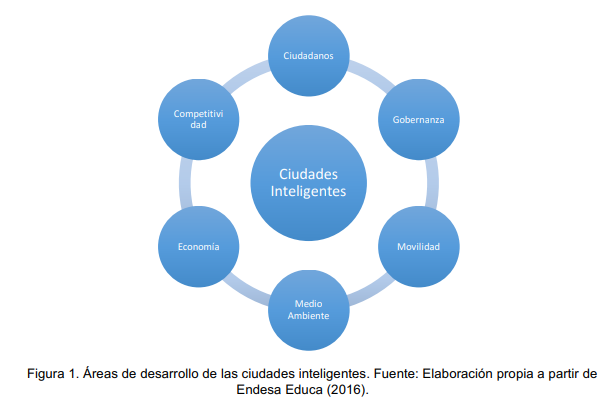 Ciudadanos
Competitivi
dad
Gobernanza
Ciudades
Inteligentes
Economía
Movilidad
Medio
Ambiente
Figura 1. Áreas de desarrollo de las ciudades inteligentes. Fuente: Elaboración propia a partir de
Endesa Educa (2016).